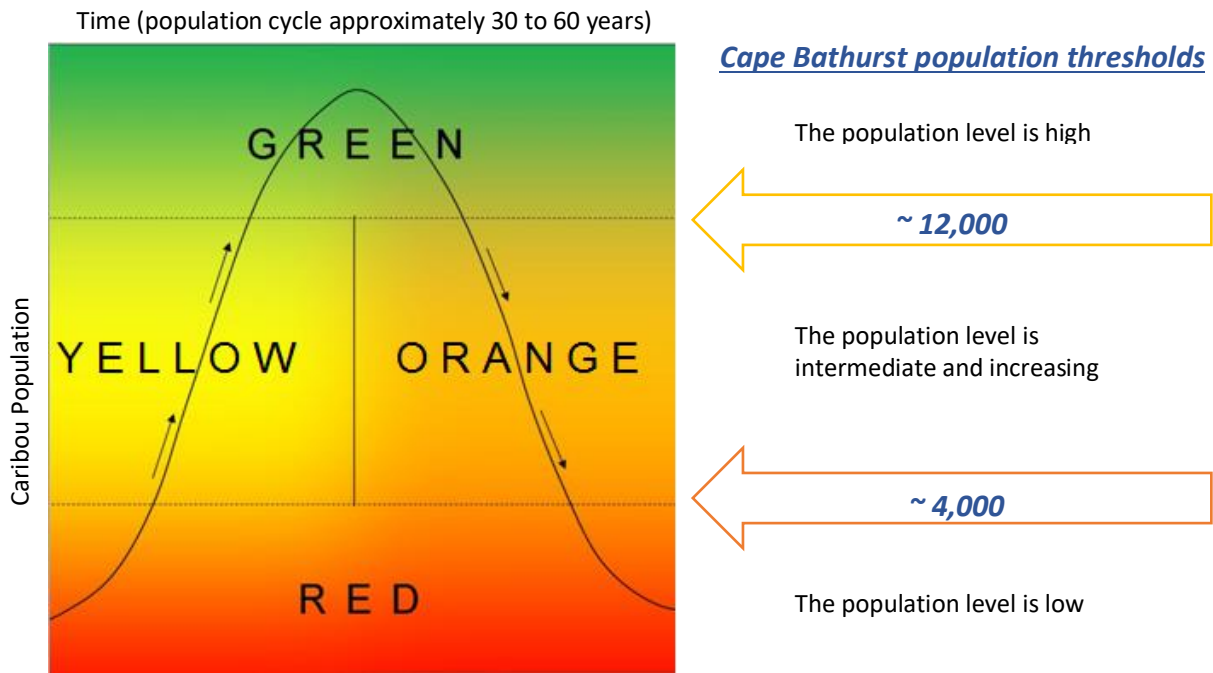 Time (population cycle approximately 30 to 60 years)
Cape Bathurst population thresholds
GREEN
The population level is high
~ 12,000
Caribou Population
YELLOW
ORANGE
The population level is
intermediate and increasing
~ 4,000
RED
The population level is low